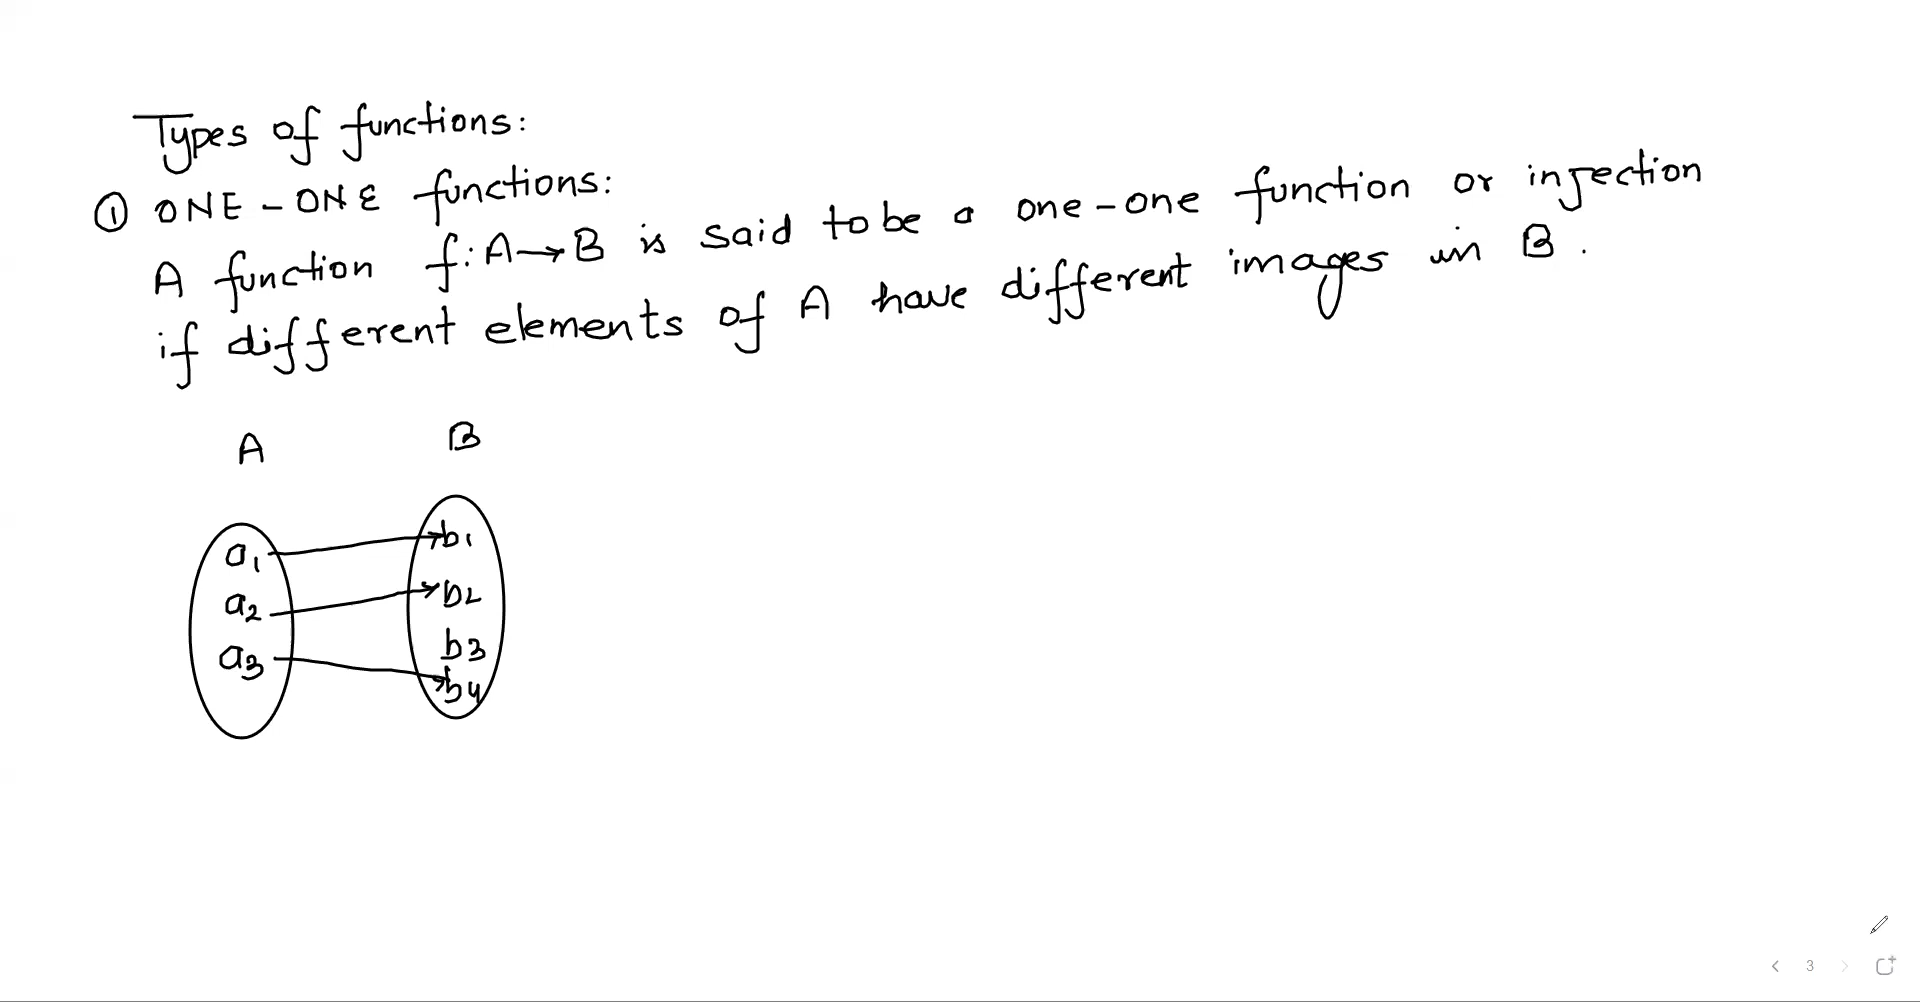 Types of functions:
① ONE-ONE functions:
A function f: A→B is said to be a one-one function or injection
if different elements of A have different images in B.
A B
a1 b1
a2 b2
a3 b3
b4
3